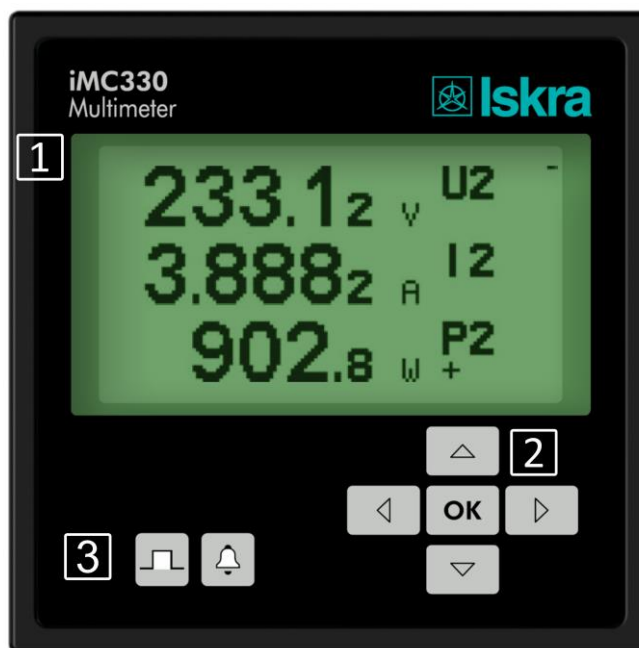 iMC330
Multimeter
Iskra
1
233.12 V U2 -
3.8882 A I2
902.8 W P2
+
2
OK
3